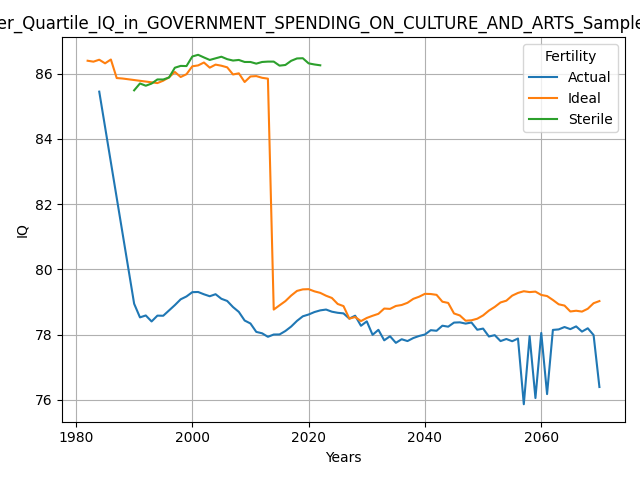 er_Quartile_IQ_in_GOVERNMENT_SPENDING_ON_CULTURE_AND_ARTS_Sample
Fertility
Actual
Ideal
Sterile
IQ
86
84
82
80
78
76
1980
2000
2020
2040
2060
Years